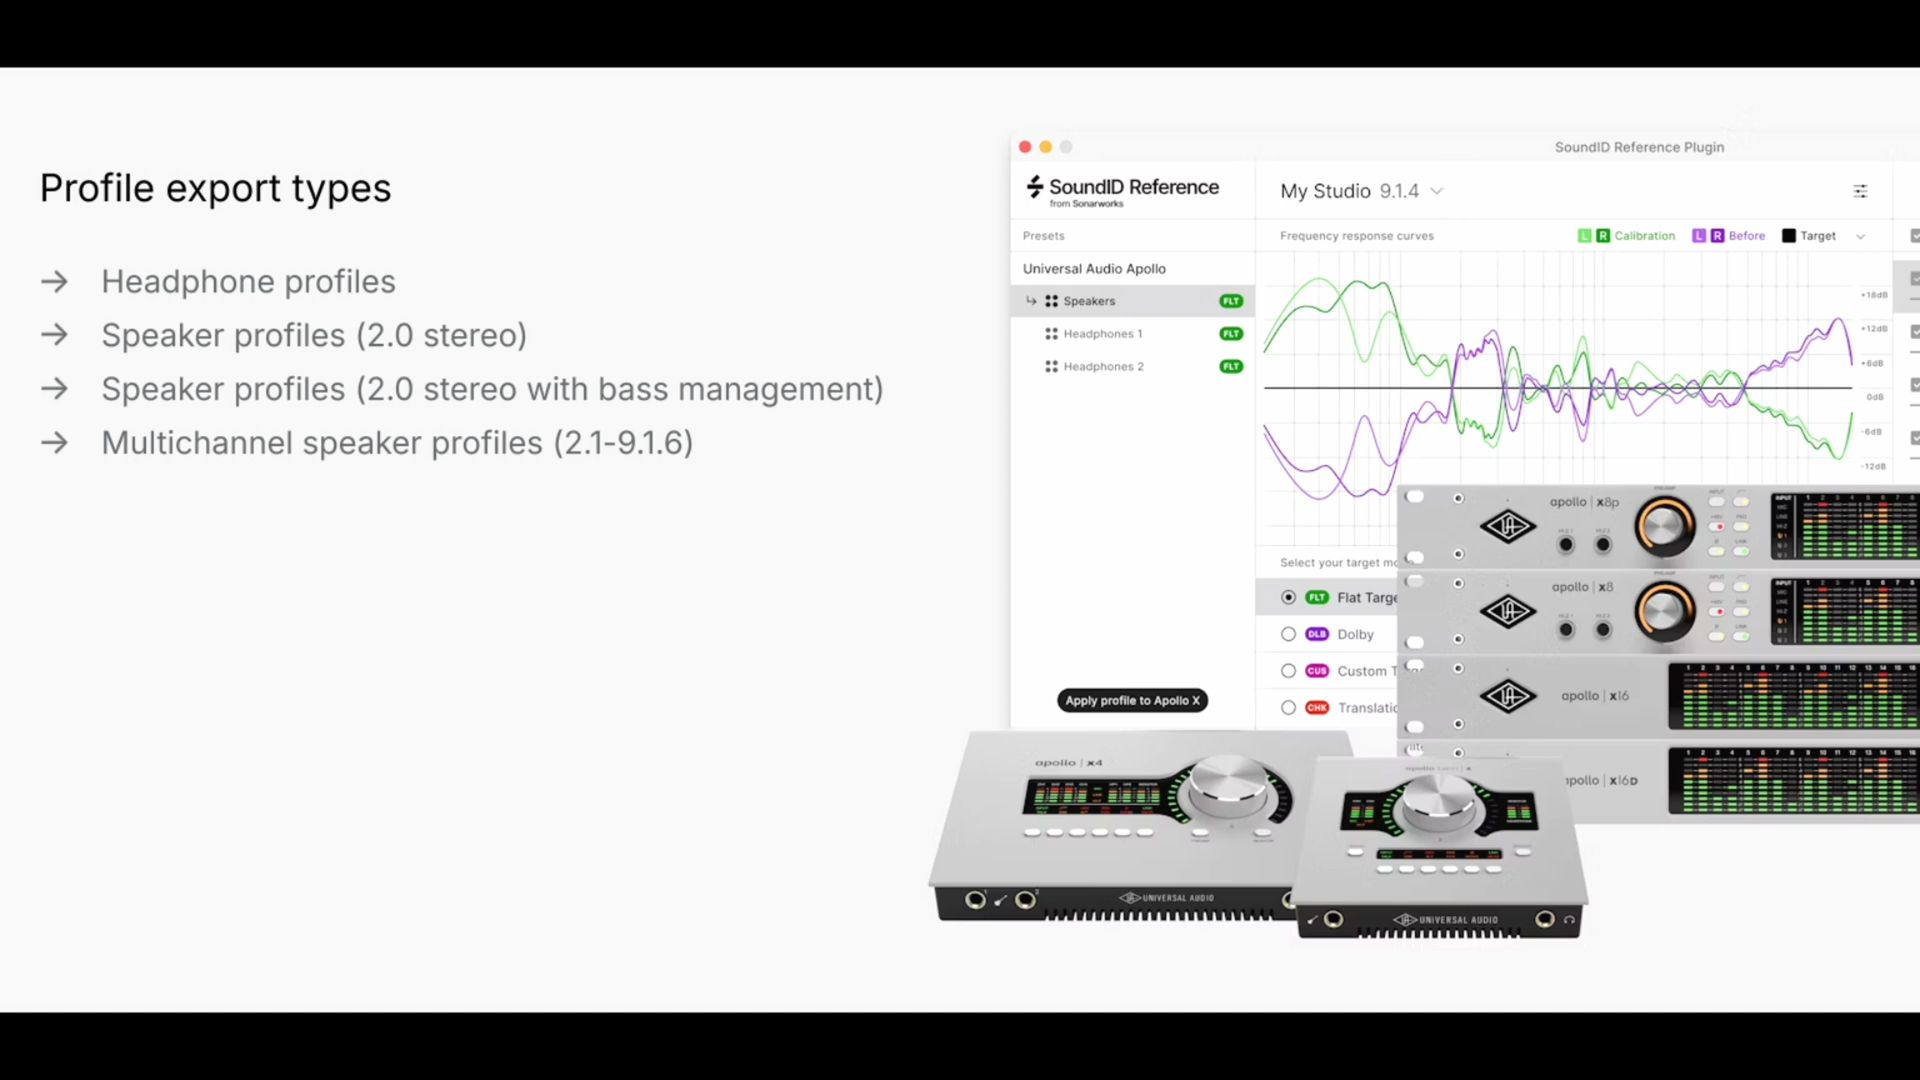 Profile export types
→ Headphone profiles
→ Speaker profiles (2.0 stereo)
→ Speaker profiles (2.0 stereo with bass management)
→ Multichannel speaker profiles (2.1-9.1.6)
SoundID Reference Plugin
SoundID Reference
from Sonarworks
My Studio 9.1.4
Presets
Frequency response curves
L R Calibration L R Before Target
Universal Audio Apollo
Speakers FLT
Headphones 1 FLT
Headphones 2 FLT
+18dB
+12dB
+6dB
0dB
-6dB
-12dB
Select your target mo
FLT Flat Targe
DLB Dolby
CUS Custom T
CHK Translatio
Apply profile to Apollo X
apollo | x8p
apollo | x8
apollo | x16
apollo | x16D
apollo | x4
UNIVERSAL AUDIO
UNIVERSAL AUDIO